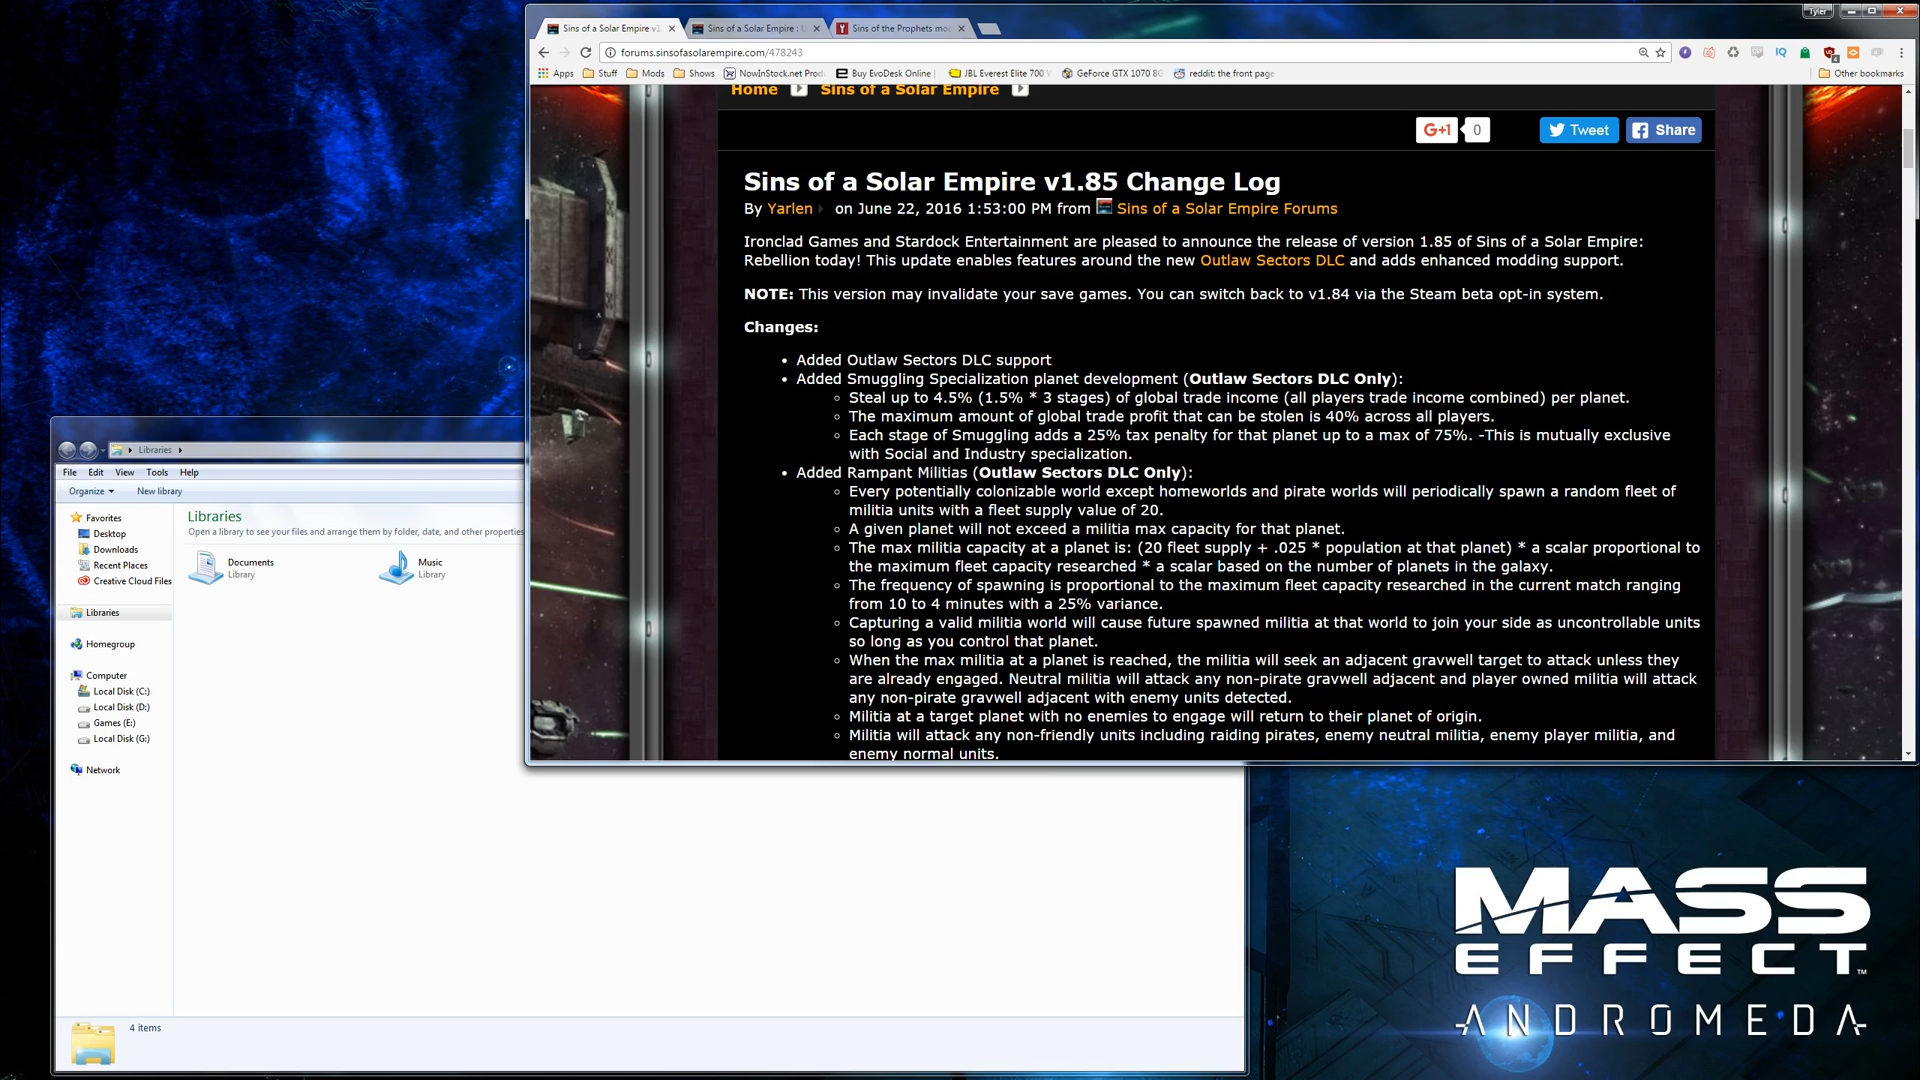 Tyler
Sins of a Solar Empire v1
Sins of a Solar Empire : U
Sins of the Prophets mod
forums.sinsofasolarempire.com/478243
Apps
Stuff
Mods
Shows
NowInStock.net Prod
Buy EvoDesk Online |
JBL Everest Elite 700
GeForce GTX 1070 8G
reddit: the front page
Other bookmarks
Home
Sins of a Solar Empire
G+1
0
Tweet
Share
Sins of a Solar Empire v1.85 Change Log
By Yarlen on June 22, 2016 1:53:00 PM from Sins of a Solar Empire Forums
Ironclad Games and Stardock Entertainment are pleased to announce the release of version 1.85 of Sins of a Solar Empire:
Rebellion today! This update enables features around the new Outlaw Sectors DLC and adds enhanced modding support.
NOTE: This version may invalidate your save games. You can switch back to v1.84 via the Steam beta opt-in system.
Changes:
• Added Outlaw Sectors DLC support
• Added Smuggling Specialization planet development (Outlaw Sectors DLC Only):
◦ Steal up to 4.5% (1.5% * 3 stages) of global trade income (all players trade income combined) per planet.
◦ The maximum amount of global trade profit that can be stolen is 40% across all players.
◦ Each stage of Smuggling adds a 25% tax penalty for that planet up to a max of 75%. -This is mutually exclusive
with Social and Industry specialization.
• Added Rampant Militias (Outlaw Sectors DLC Only):
◦ Every potentially colonizable world except homeworlds and pirate worlds will periodically spawn a random fleet of
militia units with a fleet supply value of 20.
◦ A given planet will not exceed a militia max capacity for that planet.
◦ The max militia capacity at a planet is: (20 fleet supply + .025 * population at that planet) * a scalar proportional to
the maximum fleet capacity researched * a scalar based on the number of planets in the galaxy.
◦ The frequency of spawning is proportional to the maximum fleet capacity researched in the current match ranging
from 10 to 4 minutes with a 25% variance.
◦ Capturing a valid militia world will cause future spawned militia at that world to join your side as uncontrollable units
so long as you control that planet.
◦ When the max militia at a planet is reached, the militia will seek an adjacent gravwell target to attack unless they
are already engaged. Neutral militia will attack any non-pirate gravwell adjacent and player owned militia will attack
any non-pirate gravwell adjacent with enemy units detected.
◦ Militia at a target planet with no enemies to engage will return to their planet of origin.
◦ Militia will attack any non-friendly units including raiding pirates, enemy neutral militia, enemy player militia, and
enemy normal units.
Libraries
File Edit View Tools Help
Organize
New library
Favorites
Desktop
Downloads
Recent Places
Creative Cloud Files
Libraries
Homegroup
Computer
Local Disk (C:)
Local Disk (D:)
Games (E:)
Local Disk (G:)
Network
Libraries
Open a library to see your files and arrange them by folder, date, and other properties
Documents
Library
Music
Library
4 items
MASS
EFFECT™
ANDROMEDA